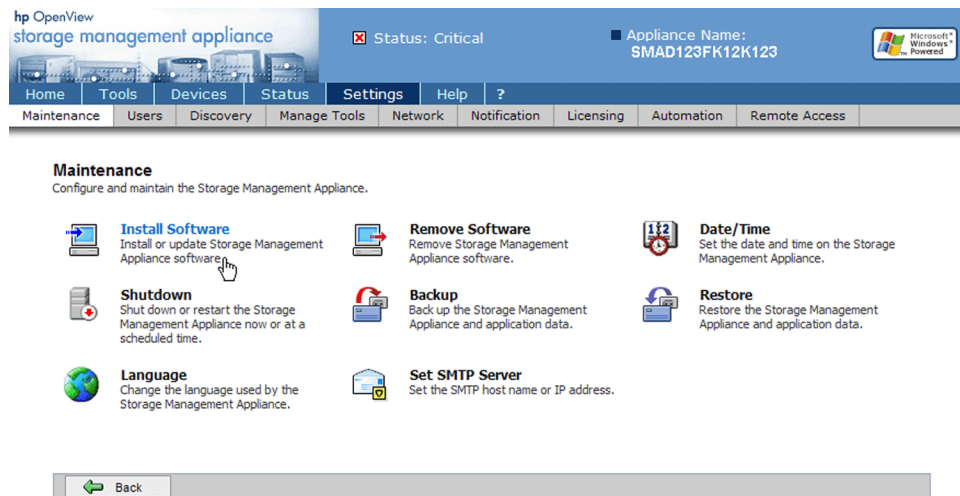 hp OpenView
storage management appliance
Status: Critical
Appliance Name:
SMAD123FK12K123
Microsoft®
Windows®
Powered
Home Tools Devices Status Settings Help ?
Maintenance Users Discovery Manage Tools Network Notification Licensing Automation Remote Access
Maintenance
Configure and maintain the Storage Management Appliance.
Install Software
Install or update Storage Management
Appliance software.
Remove Software
Remove Storage Management
Appliance software.
Date/Time
Set the date and time on the Storage
Management Appliance.
Shutdown
Shut down or restart the Storage
Management Appliance now or at a
scheduled time.
Backup
Back up the Storage Management
Appliance and application data.
Restore
Restore the Storage Management
Appliance and application data.
Language
Change the language used by the
Storage Management Appliance.
Set SMTP Server
Set the SMTP host name or IP address.
Back